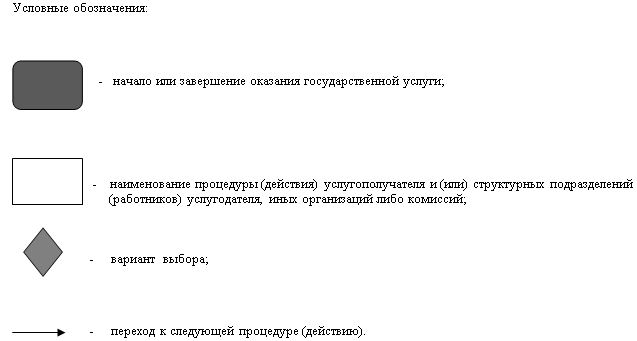 Условные обозначения:
- начало или завершение оказания государственной услуги;
- наименование процедуры (действия) услугополучателя и (или) структурных подразделений
(работников) услугодателя, иных организаций либо комиссий;
- вариант выбора;
- переход к следующей процедуре (действию).